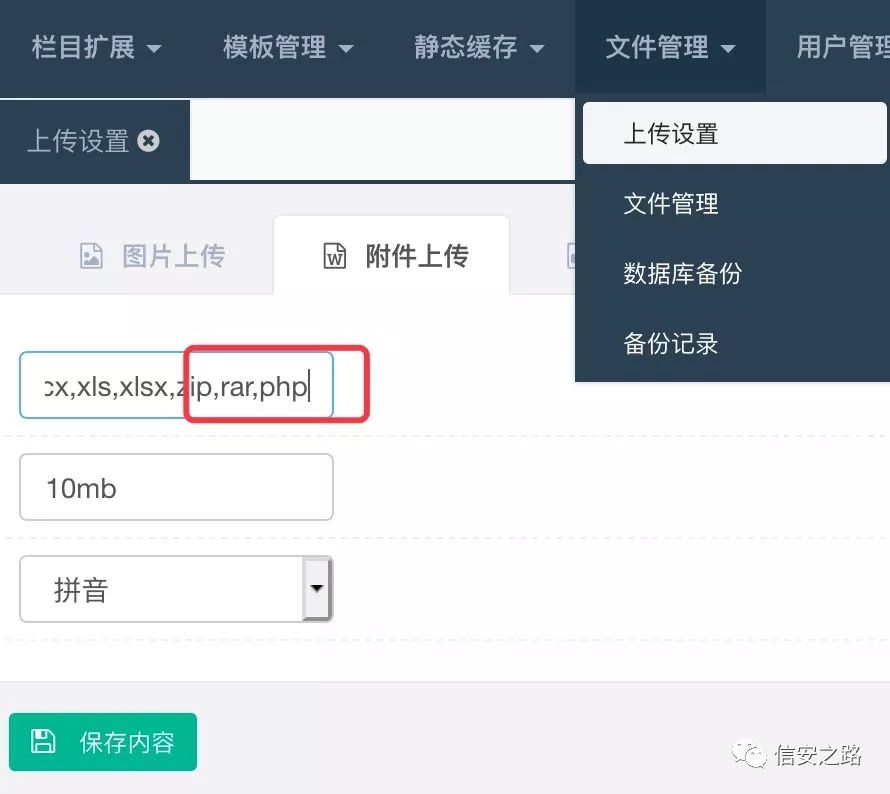 栏目扩展 模板管理 静态缓存 文件管理 用户管理
上传设置
上传设置
文件管理
数据库备份
备份记录
图片上传 附件上传
cx,xls,xlsx,zip,rar,php
10mb
拼音
保存内容
信安之路